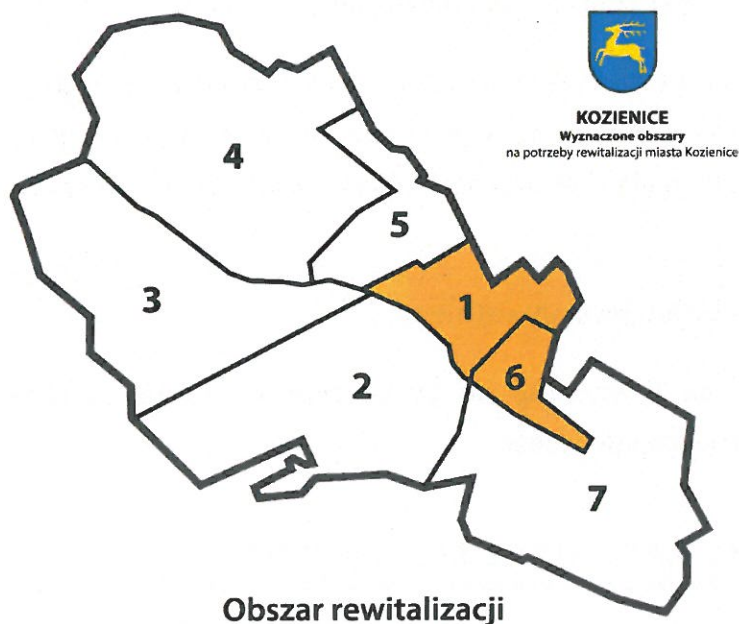 KOZIENICE
Wyznaczone obszary
na potrzeby rewitalizacji miasta Kozienice
4
5
3
1
6
2
7
Obszar rewitalizacji